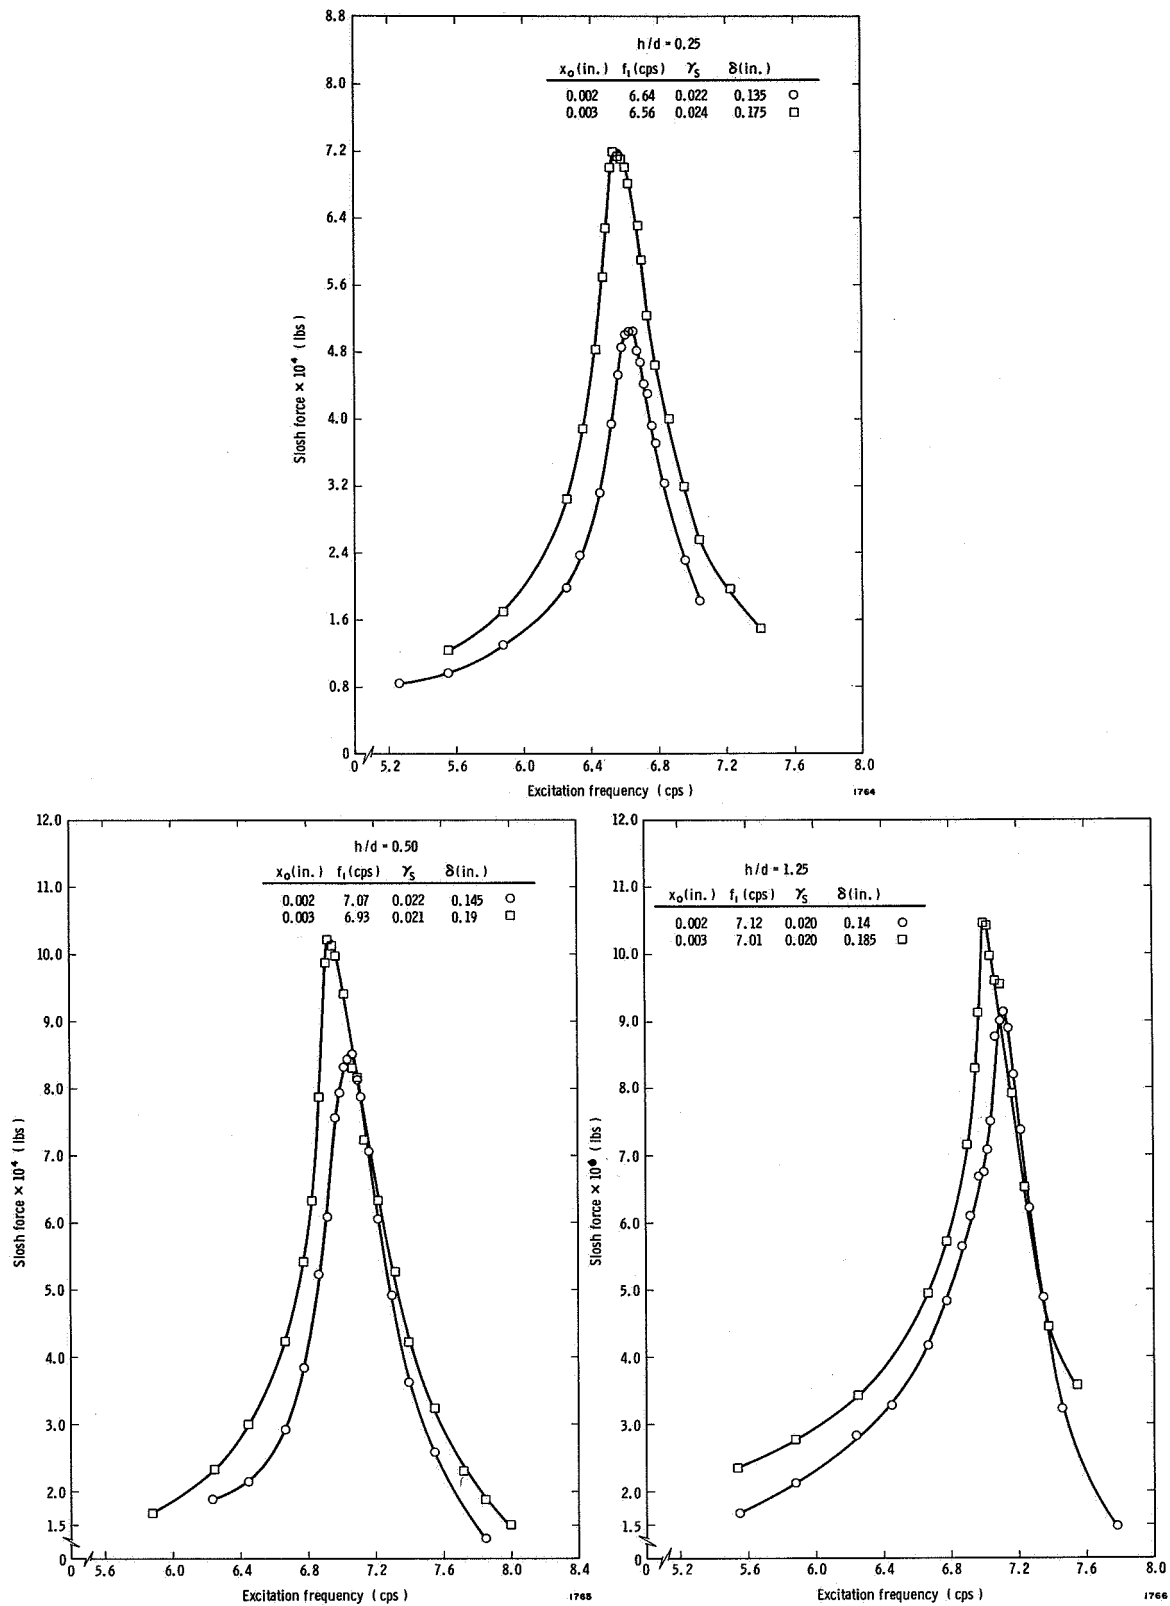 h/d = 0.25
x₀(in.) f₁(cps) γₛ δ(in.)
0.002 6.64 0.022 0.135 ○
0.003 6.56 0.024 0.175 □
8.8
8.0
7.2
6.4
5.6
4.8
4.0
3.2
2.4
1.6
0.8
0
Slosh force × 10⁴ (lbs)
0 5.2 5.6 6.0 6.4 6.8 7.2 7.6 8.0
Excitation frequency (cps)
1764
h/d = 0.50
x₀(in.) f₁(cps) γₛ δ(in.)
0.002 7.07 0.022 0.145 ○
0.003 6.93 0.021 0.19 □
12.0
11.0
10.0
9.0
8.0
7.0
6.0
5.0
4.0
3.0
2.0
1.5
0
Slosh force × 10⁴ (lbs)
0 5.6 6.0 6.4 6.8 7.2 7.6 8.0 8.4
Excitation frequency (cps)
1765
h/d = 1.25
x₀(in.) f₁(cps) γₛ δ(in.)
0.002 7.12 0.020 0.14 ○
0.003 7.01 0.020 0.185 □
12.0
11.0
10.0
9.0
8.0
7.0
6.0
5.0
4.0
3.0
2.0
1.5
0
Slosh force × 10 (lbs)
0 5.2 5.6 6.0 6.4 6.8 7.2 7.6 8.0
Excitation frequency (cps)
1766